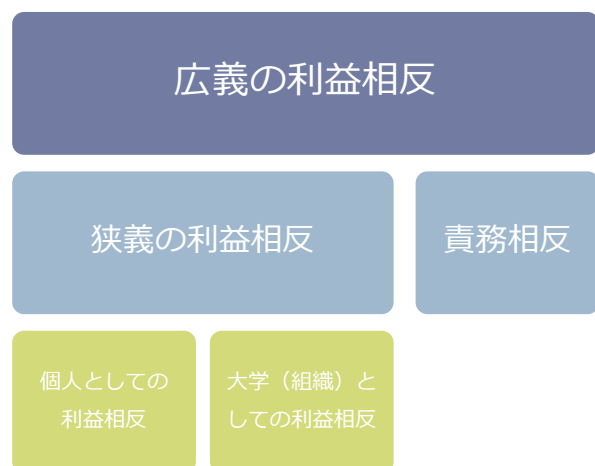 広義の利益相反
狭義の利益相反
責務相反
個人としての
利益相反
大学（組織）と
しての利益相反